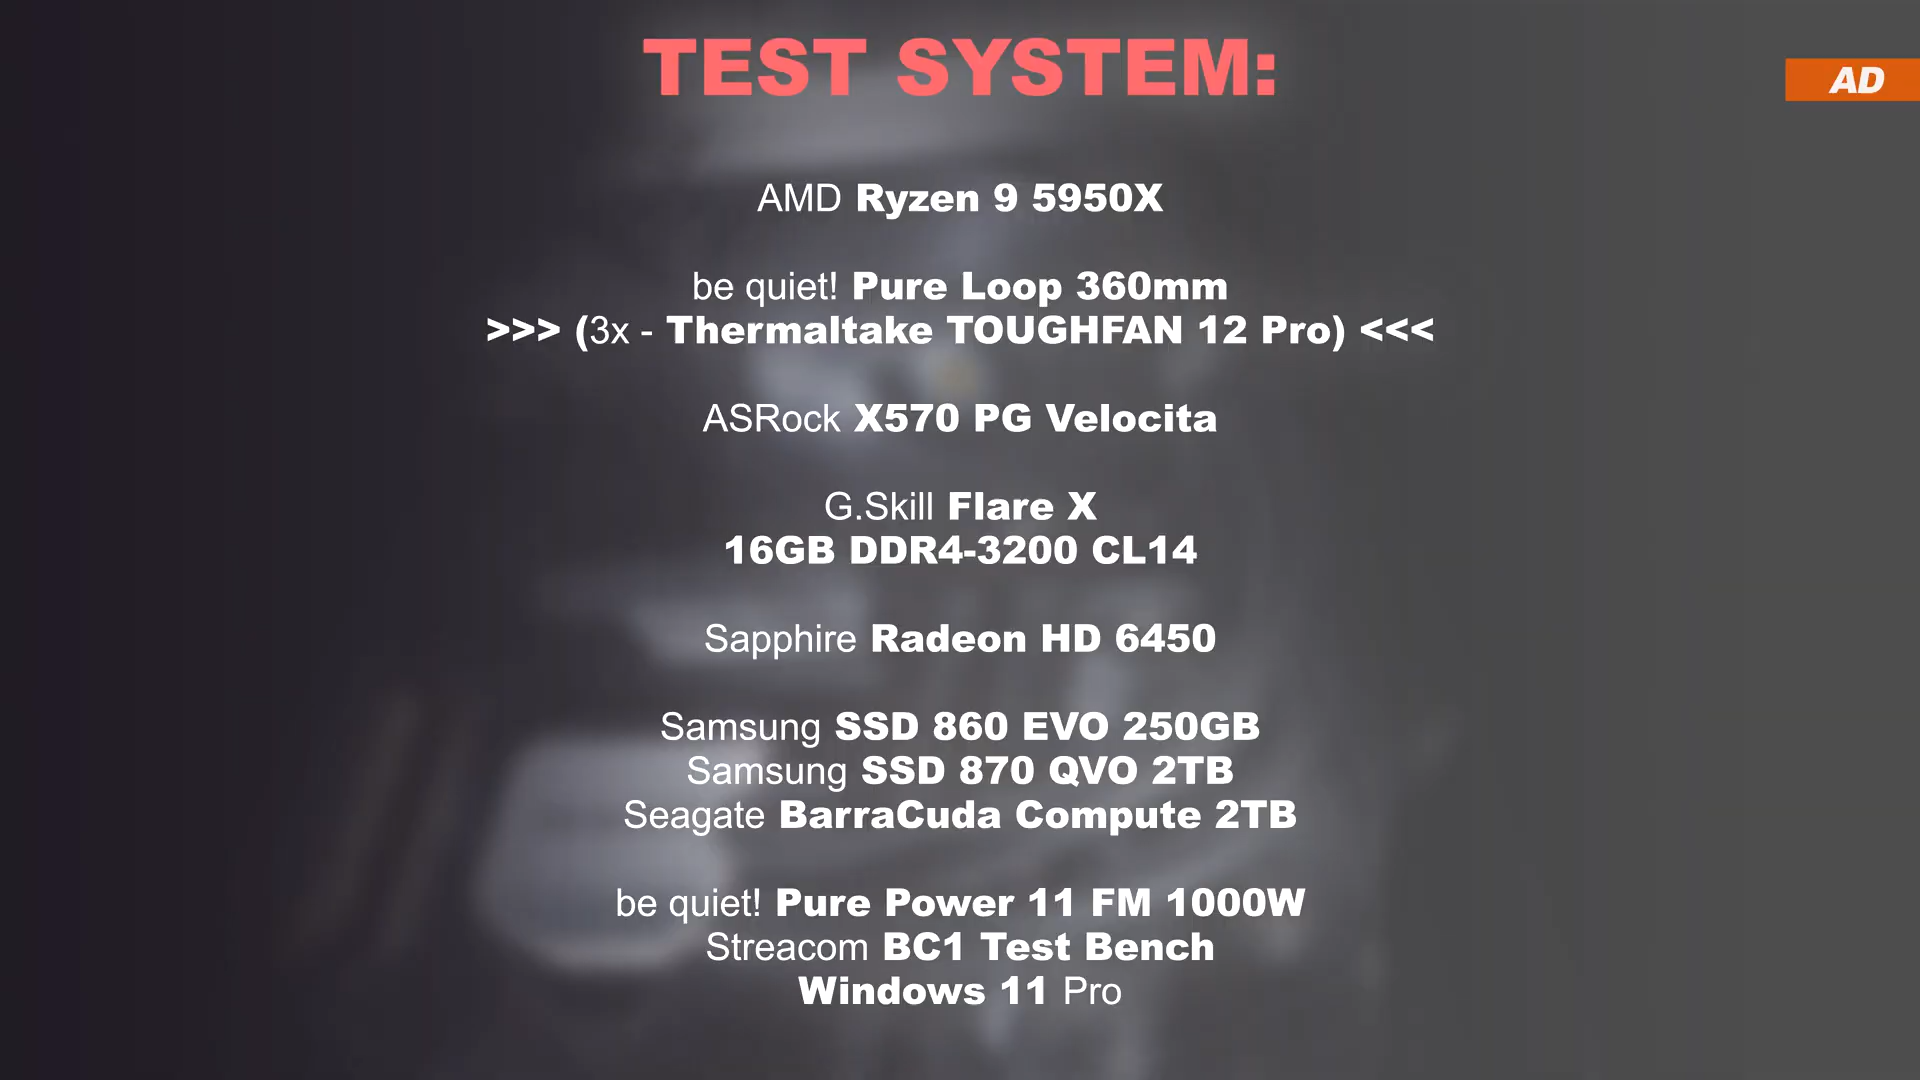 TEST SYSTEM:
AD
AMD Ryzen 9 5950X
be quiet! Pure Loop 360mm
>>> (3x - Thermaltake TOUGHFAN 12 Pro) <<<
ASRock X570 PG Velocita
G.Skill Flare X
16GB DDR4-3200 CL14
Sapphire Radeon HD 6450
Samsung SSD 860 EVO 250GB
Samsung SSD 870 QVO 2TB
Seagate BarraCuda Compute 2TB
be quiet! Pure Power 11 FM 1000W
Streacom BC1 Test Bench
Windows 11 Pro